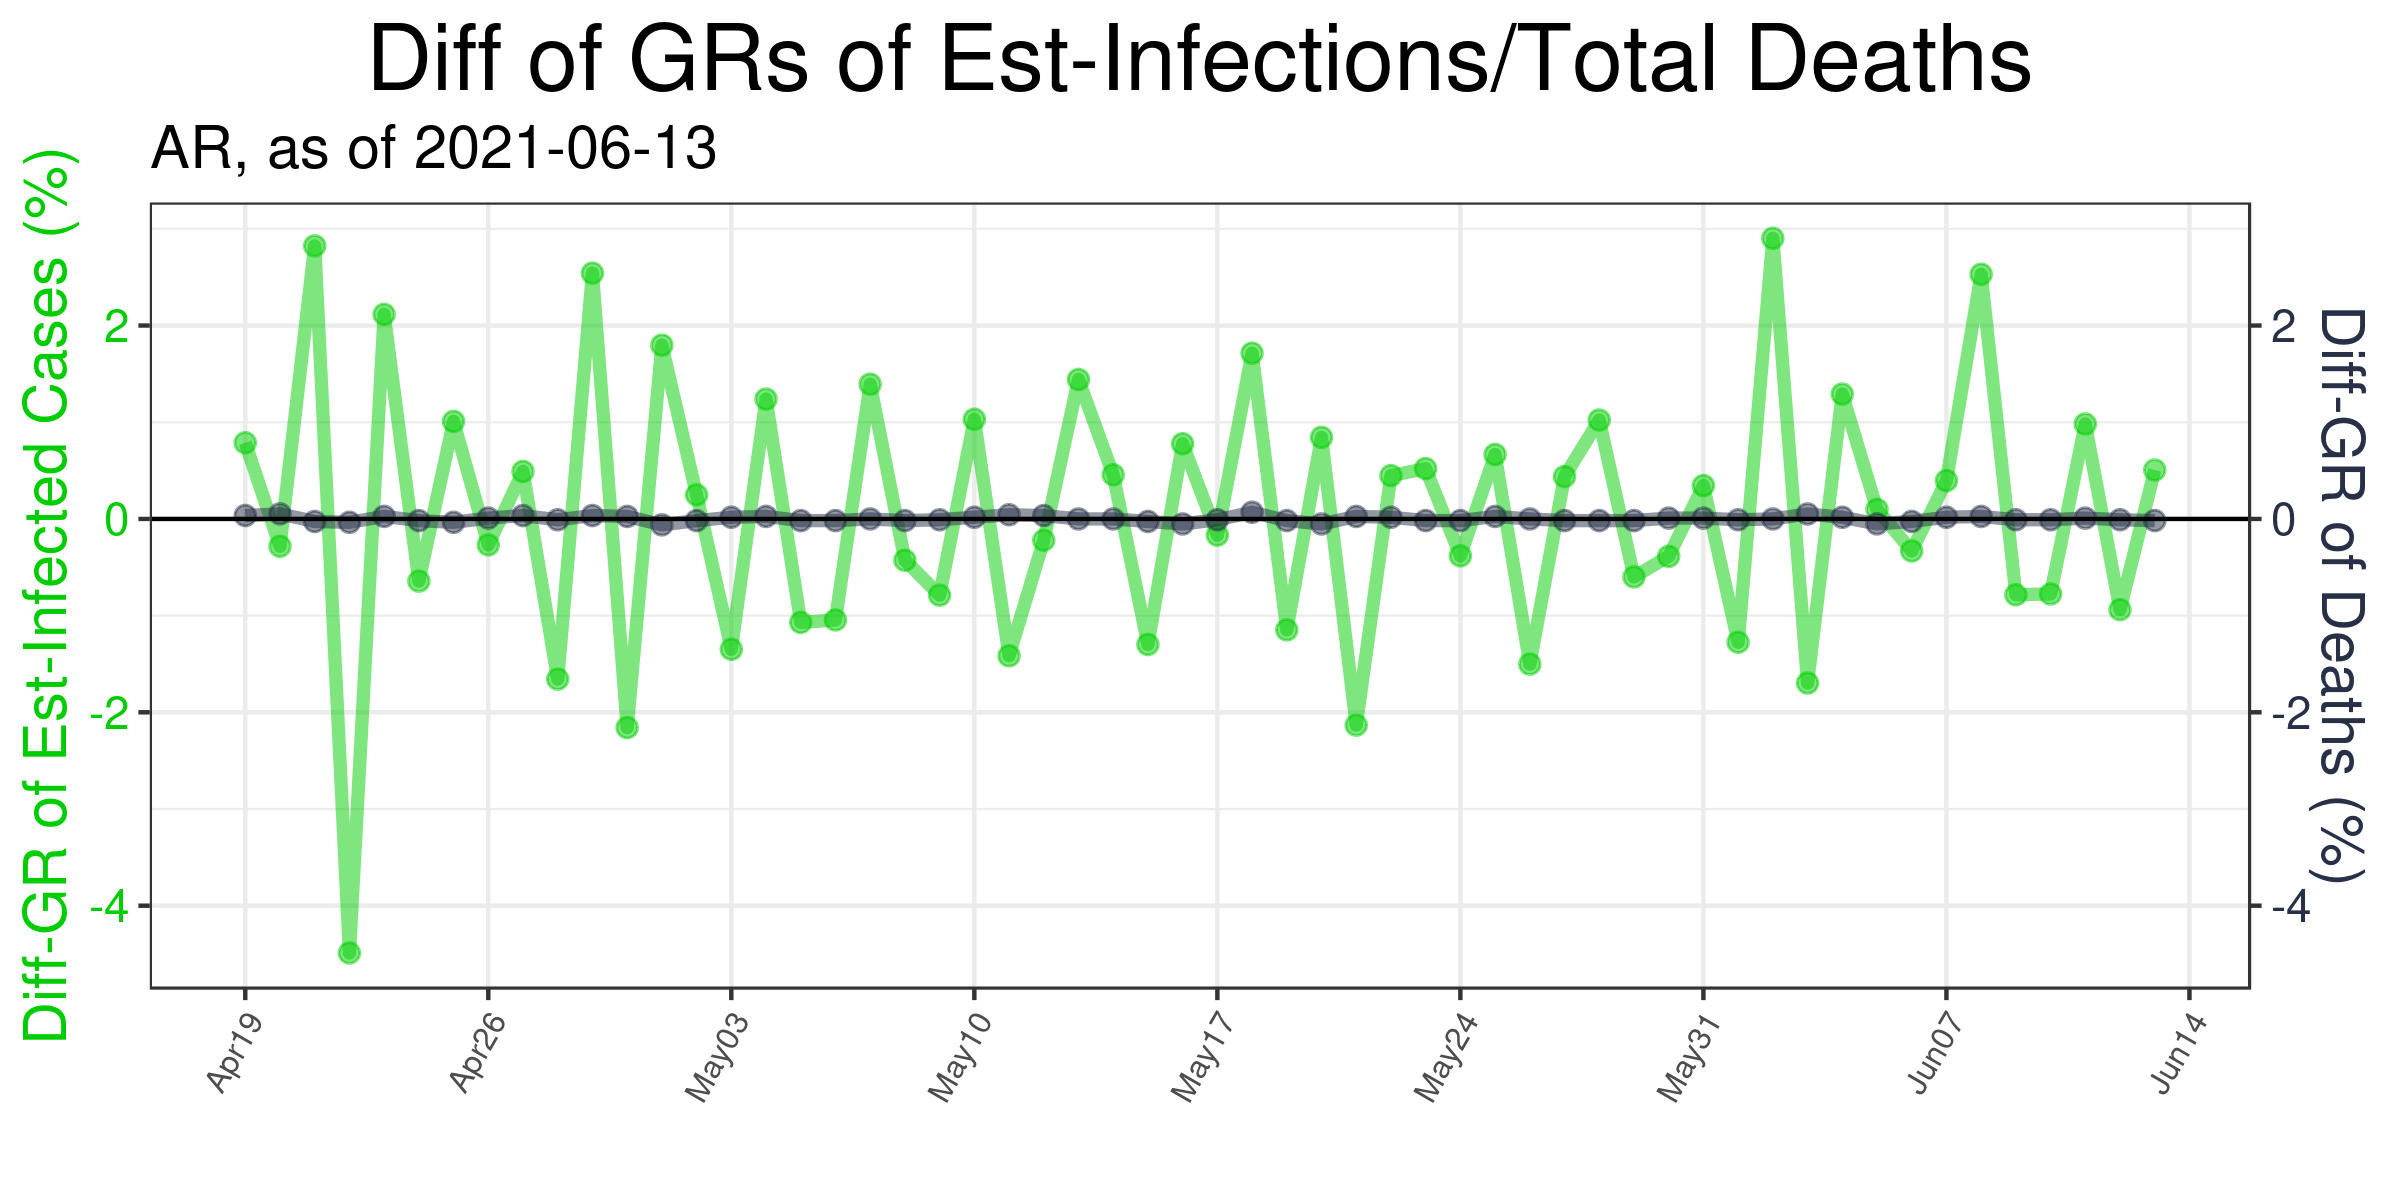 Diff of GRs of Est-Infections/Total Deaths
AR, as of 2021-06-13
Diff-GR of Est-Infected Cases (%)
2
0
-2
-4
2
0
-2
-4
Diff-GR of Deaths (%)
Apr19
Apr26
May03
May10
May17
May24
May31
Jun07
Jun14